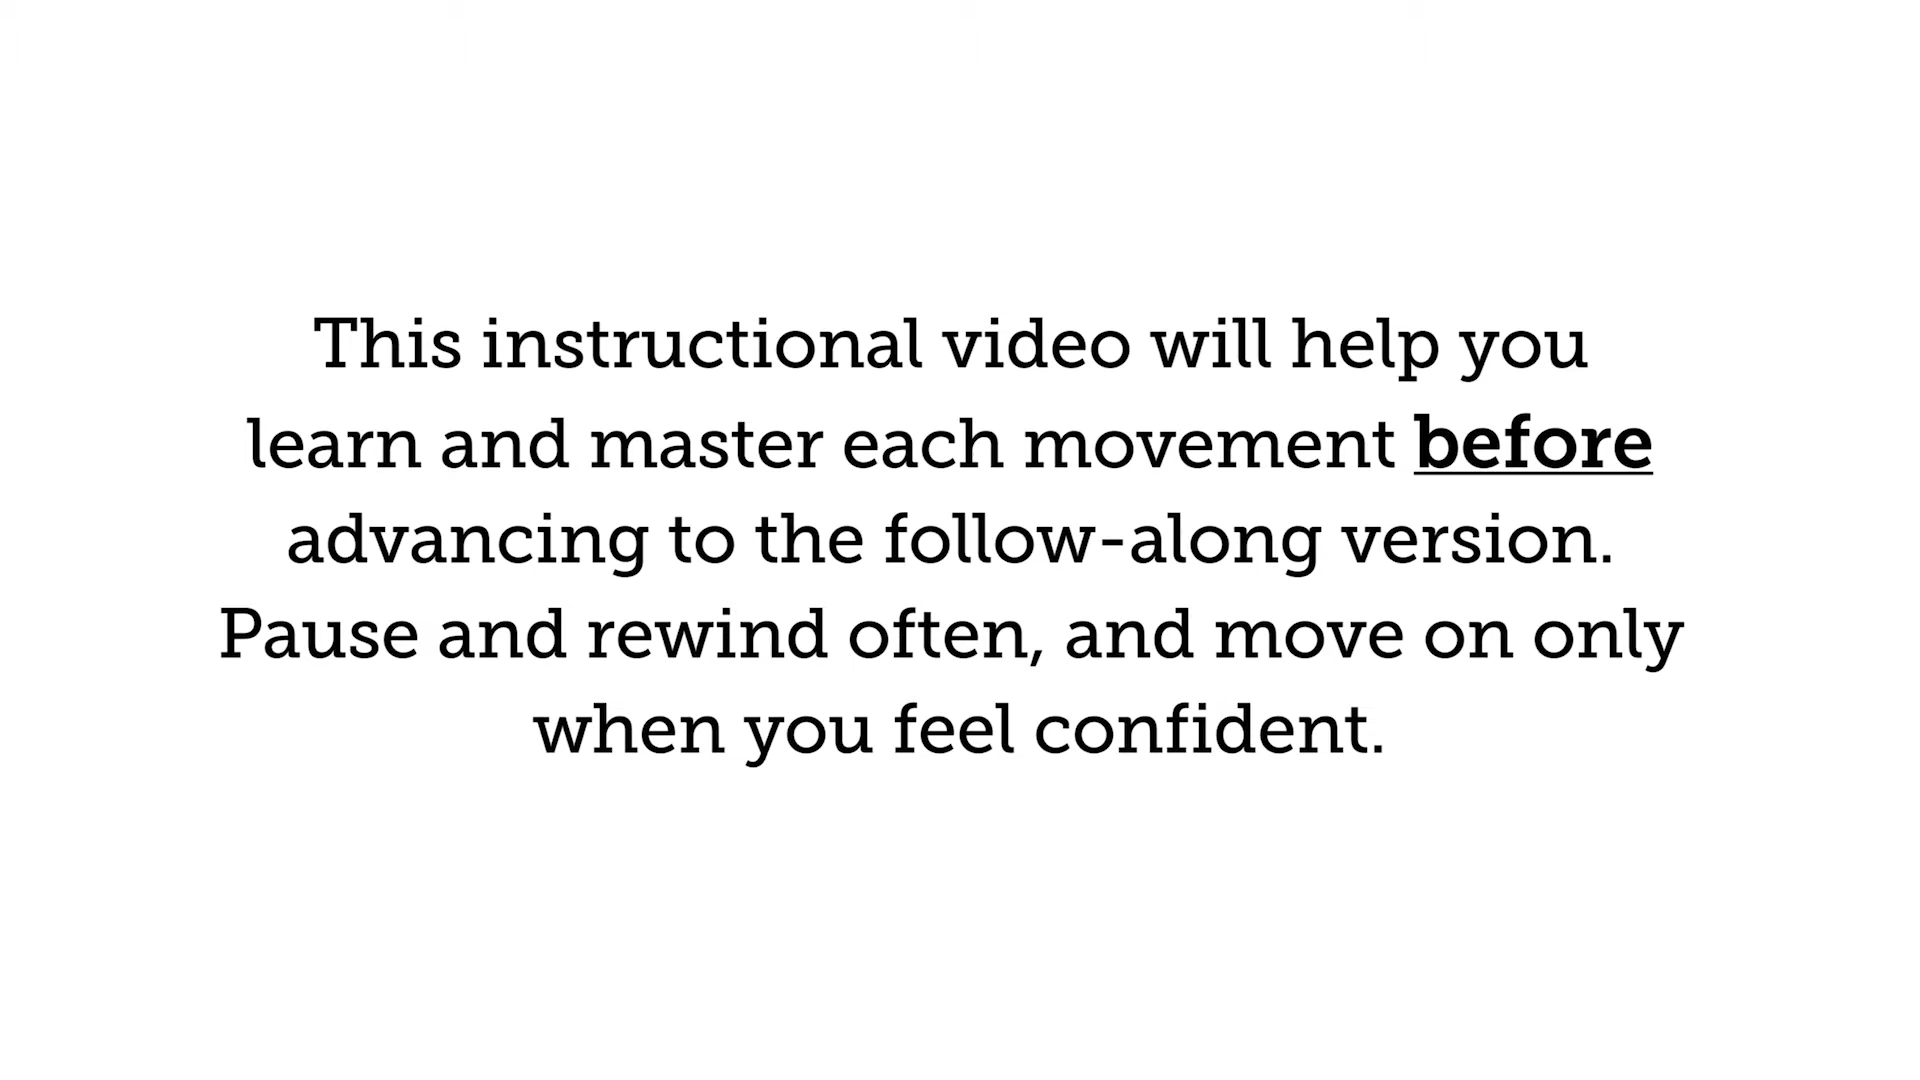 This instructional video will help you
learn and master each movement before
advancing to the follow-along version.
Pause and rewind often, and move on only
when you feel confident.